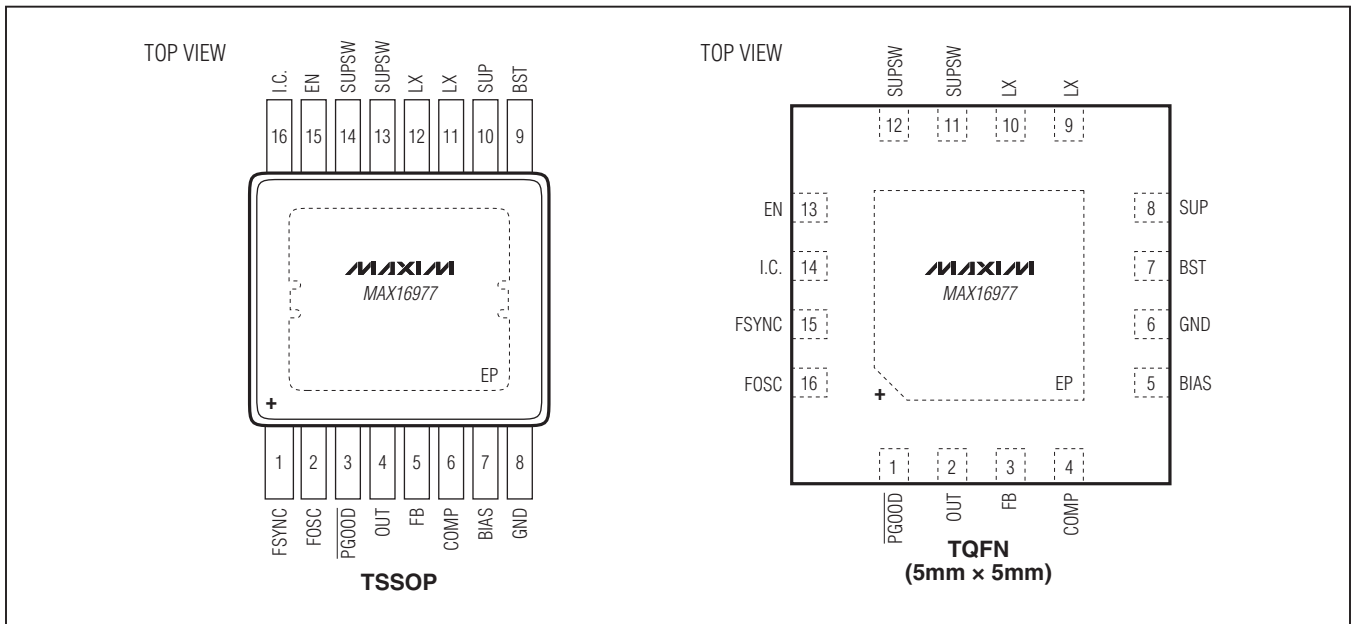 TOP VIEW
I.C.
EN
SUPSW
SUPSW
LX
LX
SUP
BST
16 15 14 13 12 11 10 9
MAXIM
MAX16977
EP
+
1 2 3 4 5 6 7 8
FSYNC
FOSC
PGOOD
OUT
FB
COMP
BIAS
GND
TSSOP
TOP VIEW
SUPSW
SUPSW
LX
LX
12 11 10 9
EN 13
I.C. 14
FSYNC 15
FOSC 16
MAXIM
MAX16977
EP
+
8 SUP
7 BST
6 GND
5 BIAS
1 2 3 4
PGOOD
OUT
FB
COMP
TQFN
(5mm × 5mm)